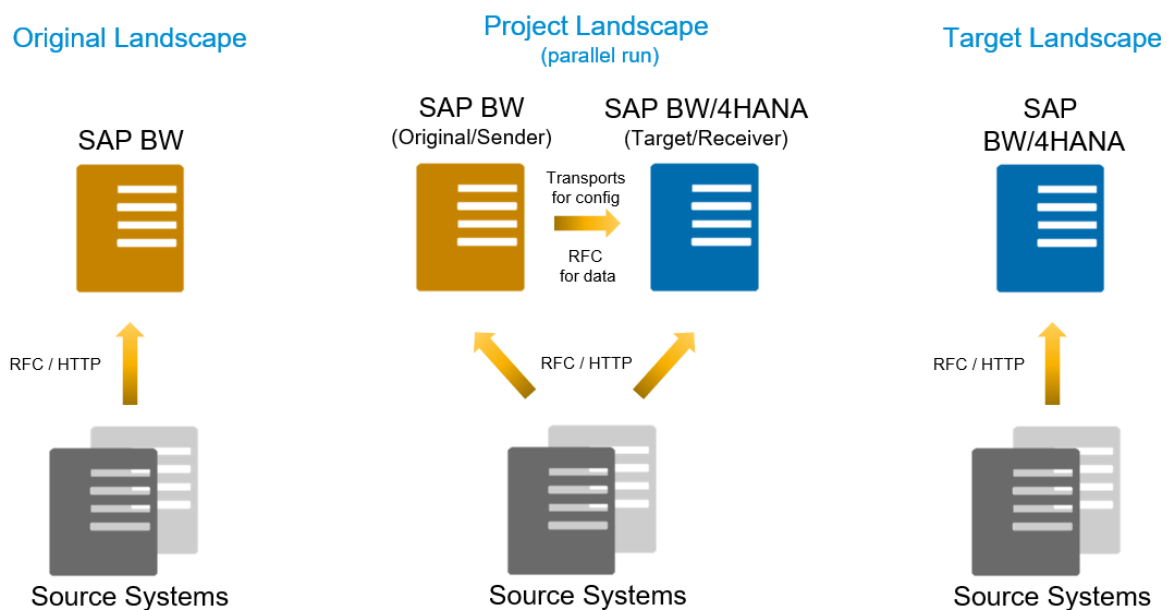 Original Landscape
SAP BW
RFC / HTTP
Source Systems
Project Landscape
(parallel run)
SAP BW
(Original/Sender)
SAP BW/4HANA
(Target/Receiver)
Transports
for config
RFC
for data
RFC / HTTP
Source Systems
Target Landscape
SAP
BW/4HANA
RFC / HTTP
Source Systems